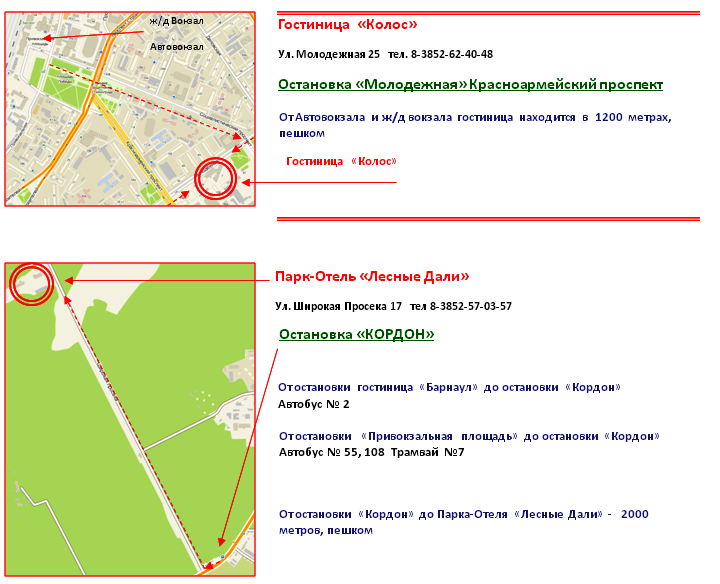 ж/д Вокзал
Автовокзал
Гостиница «Колос»
Ул. Молодежная 25 тел. 8-3852-62-40-48
Остановка «Молодежная» Красноармейский проспект
От Автовокзала и ж/д вокзала гостиница находится в 1200 метрах,
пешком
Гостиница «Колос»
Парк-Отель «Лесные Дали»
Ул. Широкая Просека 17 тел 8-3852-57-03-57
Остановка «КОРДОН»
От остановки гостиница «Барнаул» до остановки «Кордон»
Автобус № 2
От остановки «Привокзальная площадь» до остановки «Кордон»
Автобус № 55, 108 Трамвай №7
От остановки «Кордон» до Парка-Отеля «Лесные Дали» - 2000
метров, пешком